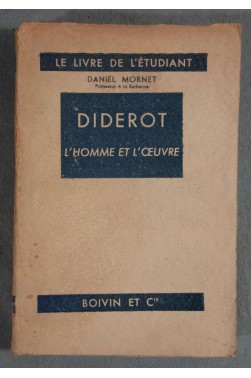 LE LIVRE DE L'ÉTUDIANT
DANIEL MORNET
Professeur à la Sorbonne
DIDEROT
L'HOMME ET L'ŒUVRE
BOIVIN ET Cie